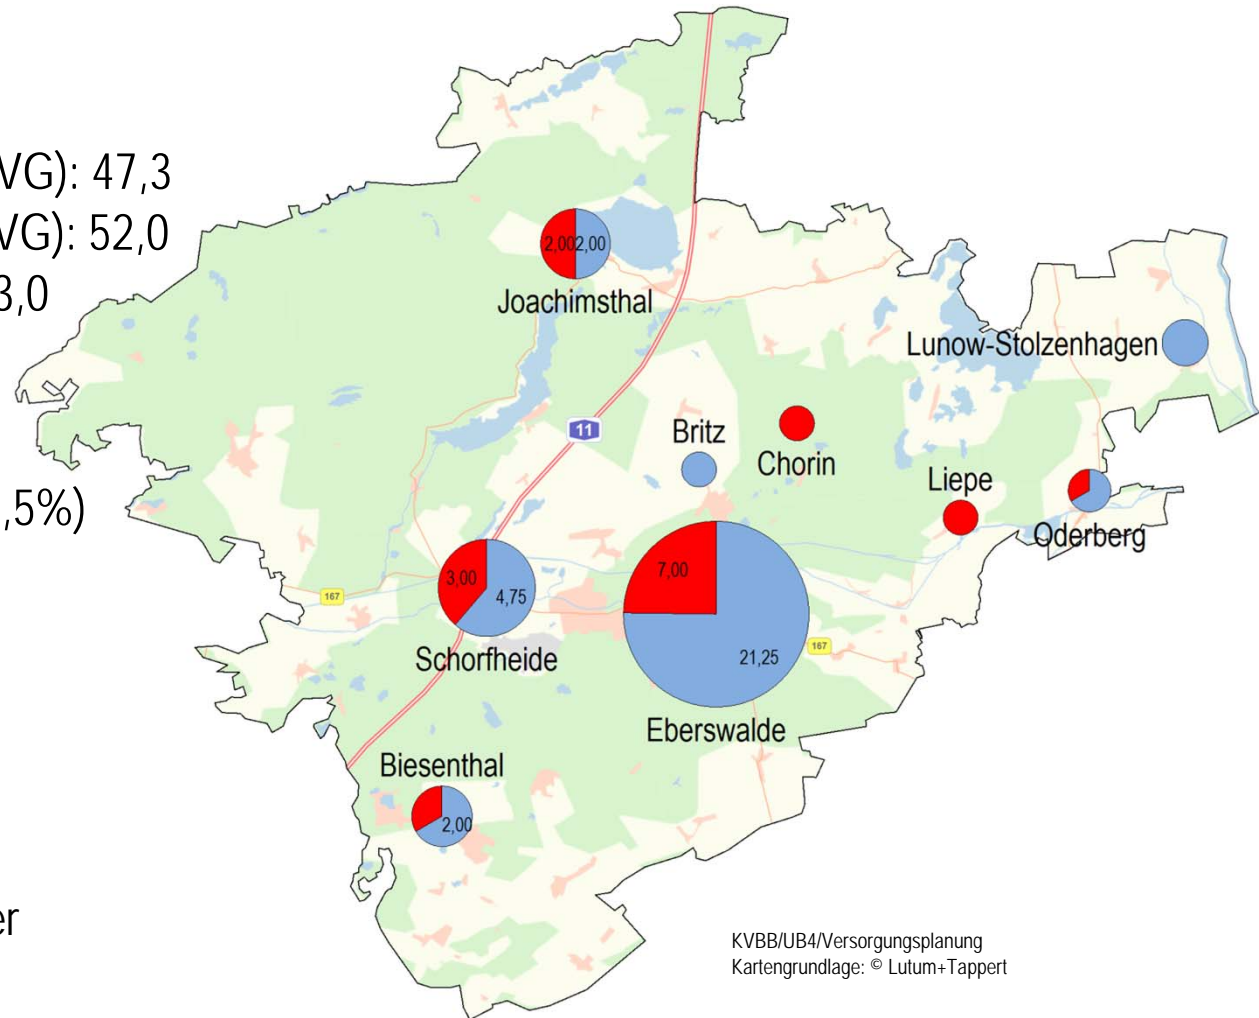 VG): 47,3
VG): 52,0
3,0
,5%)
er
2,00 2,00
Joachimsthal
Lunow-Stolzenhagen
11
Britz
Chorin
Liepe
Oderberg
167
3,00
4,75
Schorfheide
7,00
21,25
167
Eberswalde
Biesenthal
2,00
KVBB/UB4/Versorgungsplanung
Kartengrundlage: © Lutum+Tappert